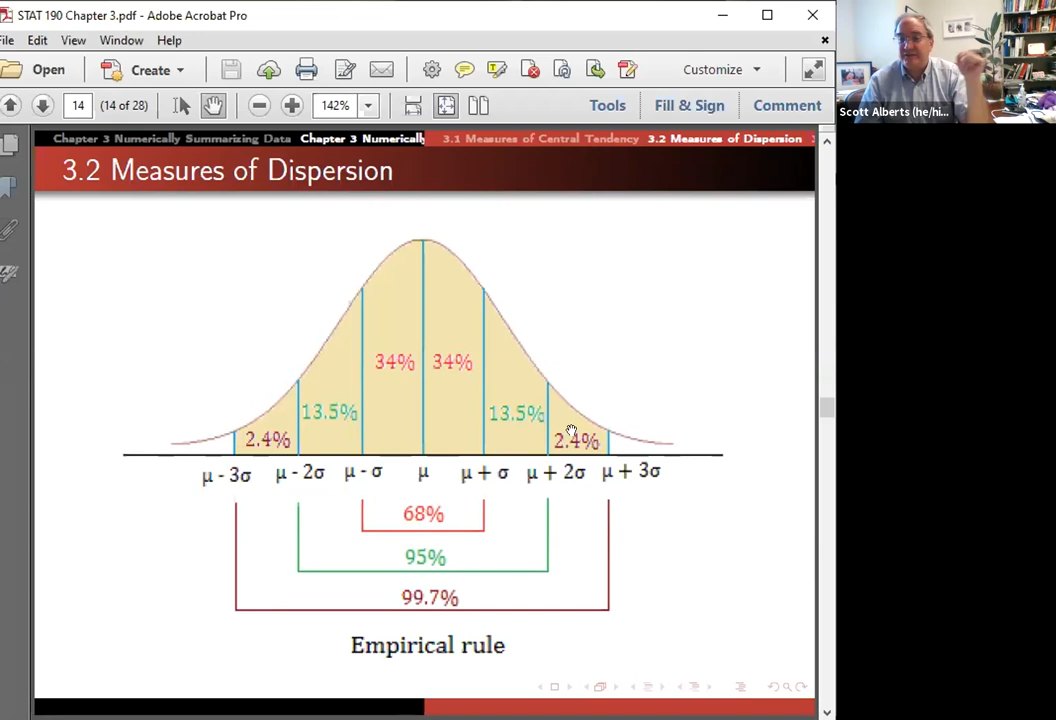 STAT 190 Chapter 3.pdf - Adobe Acrobat Pro
File Edit View Window Help
Open Create Customize
14 (14 of 28) 142% Tools Fill & Sign Comment
Scott Alberts (he/hi...
Chapter 3 Numerically Summarizing Data Chapter 3 Numerically 3.1 Measures of Central Tendency 3.2 Measures of Dispersion
3.2 Measures of Dispersion
34% 34%
13.5% 13.5%
2.4% 2.4%
μ - 3σ μ - 2σ μ - σ μ μ + σ μ + 2σ μ + 3σ
68%
95%
99.7%
Empirical rule